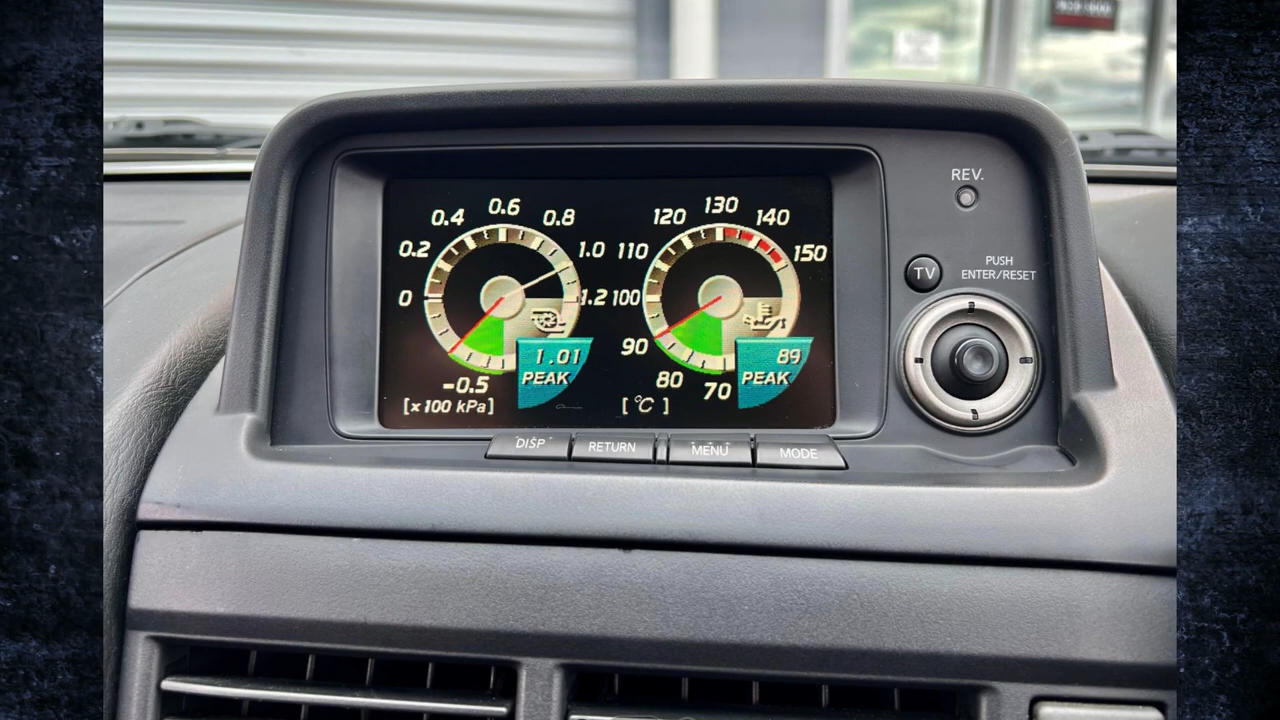 REV.
TV
PUSH
ENTER/RESET
0.6
0.4
0.8
0.2
1.0
0
1.2
-0.5
[x100 kPa]
1.01
PEAK
130
120
140
110
150
100
90
80
70
[℃]
89
PEAK
DISP
RETURN
MENU
MODE